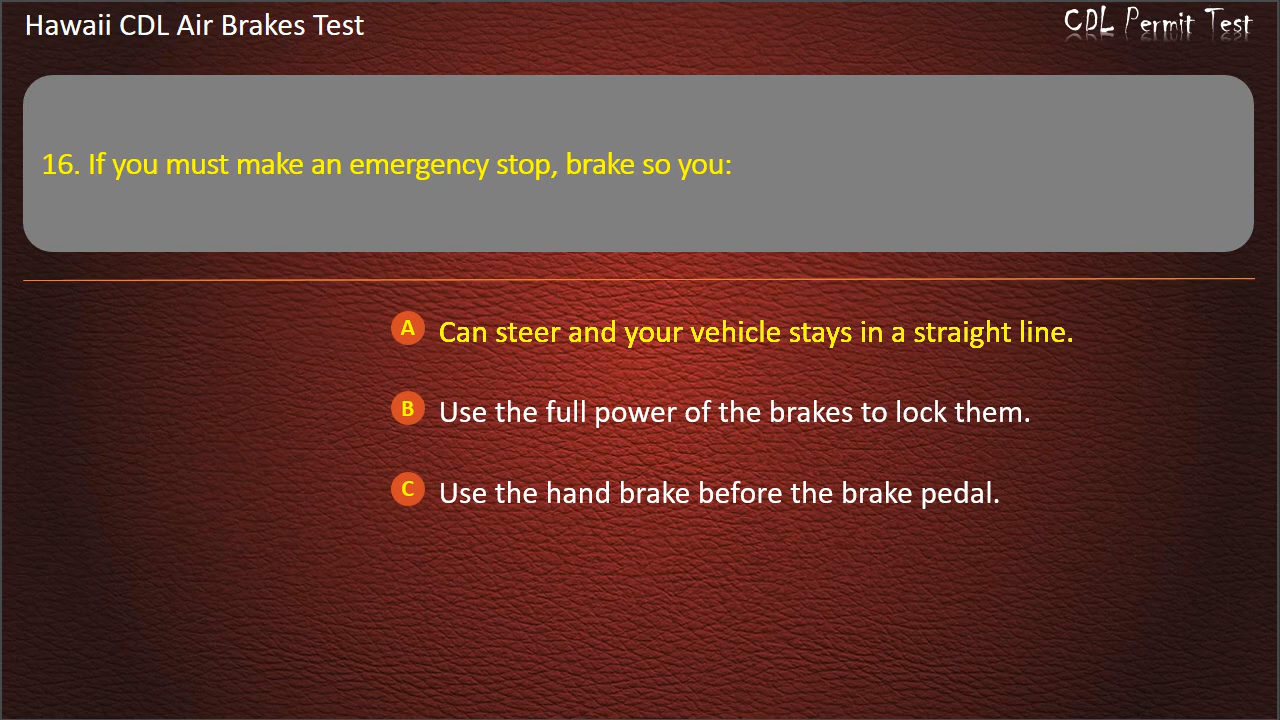 Hawaii CDL Air Brakes Test
CDL Permit Test
16. If you must make an emergency stop, brake so you:
A Can steer and your vehicle stays in a straight line.
B Use the full power of the brakes to lock them.
C Use the hand brake before the brake pedal.